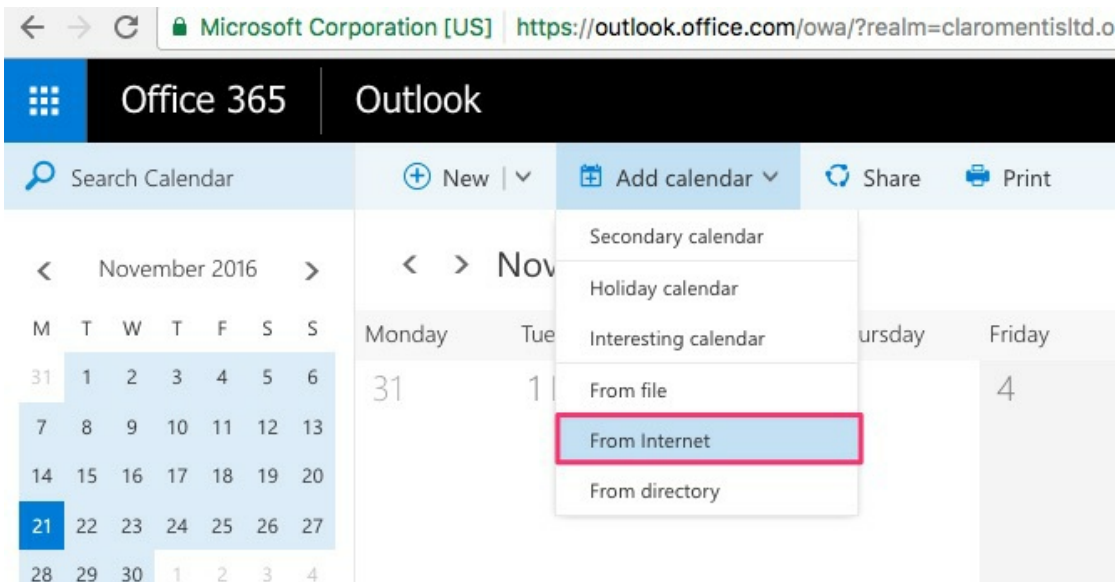 Microsoft Corporation [US] https://outlook.office.com/owa/?realm=claromentisltd.o
Office 365 Outlook
Search Calendar New Add calendar Share Print
Secondary calendar
November 2016 Nov
Holiday calendar
M T W T F S S Monday Tue Interesting calendar ursday Friday
31 1 2 3 4 5 6 31 1 From file 4
7 8 9 10 11 12 13 From Internet
14 15 16 17 18 19 20 From directory
21 22 23 24 25 26 27
28 29 30 1 2 3 4